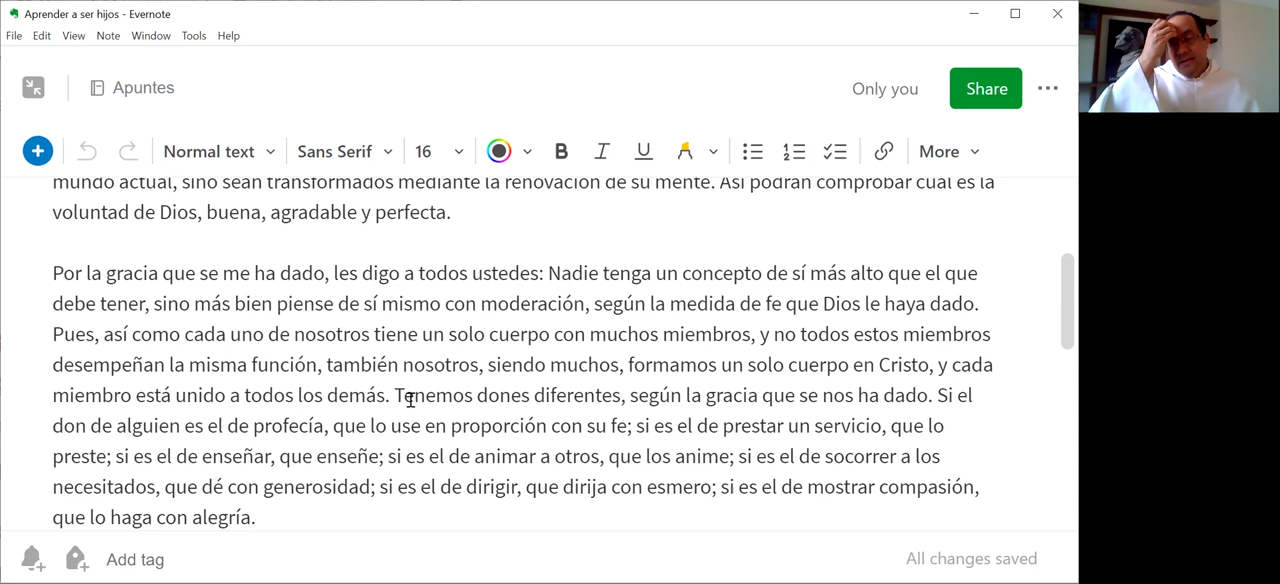 Aprender a ser hijos - Evernote
File Edit View Note Window Tools Help
Apuntes
Only you
Share
Normal text
Sans Serif
16
B I U
More
mundo actual, sino sean transformados mediante la renovación de su mente. Así podrán comprobar cuál es la
voluntad de Dios, buena, agradable y perfecta.
Por la gracia que se me ha dado, les digo a todos ustedes: Nadie tenga un concepto de sí más alto que el que
debe tener, sino más bien piense de sí mismo con moderación, según la medida de fe que Dios le haya dado.
Pues, así como cada uno de nosotros tiene un solo cuerpo con muchos miembros, y no todos estos miembros
desempeñan la misma función, también nosotros, siendo muchos, formamos un solo cuerpo en Cristo, y cada
miembro está unido a todos los demás. Tenemos dones diferentes, según la gracia que se nos ha dado. Si el
don de alguien es el de profecía, que lo use en proporción con su fe; si es el de prestar un servicio, que lo
preste; si es el de enseñar, que enseñe; si es el de animar a otros, que los anime; si es el de socorrer a los
necesitados, que dé con generosidad; si es el de dirigir, que dirija con esmero; si es el de mostrar compasión,
que lo haga con alegría.
Add tag
All changes saved